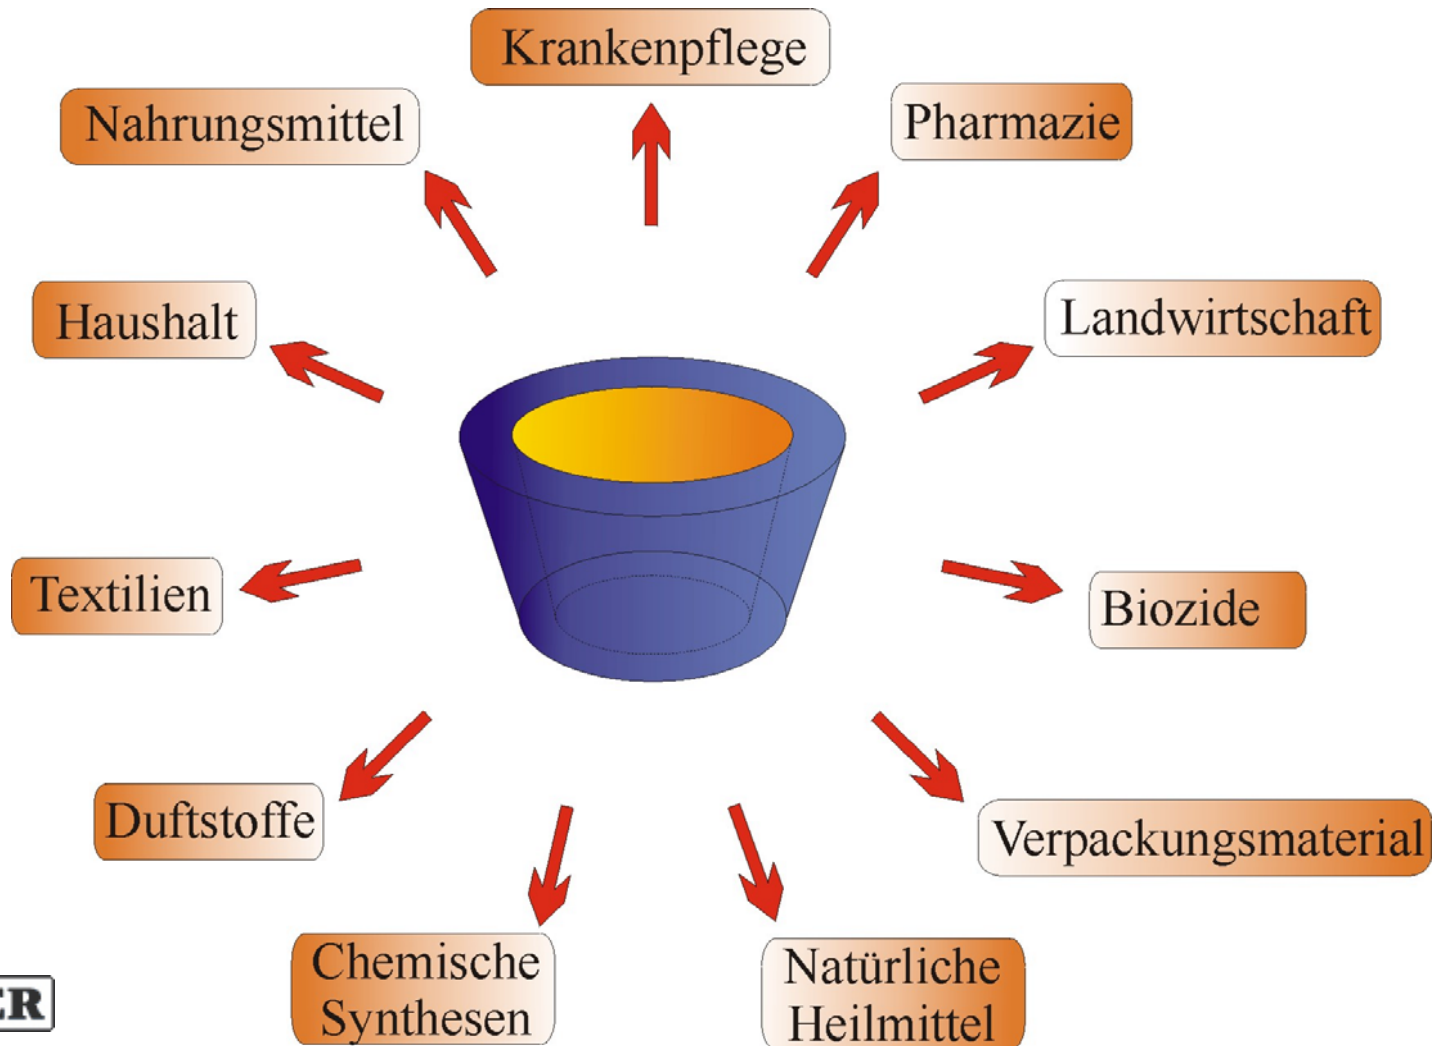 Krankenpflege
Nahrungsmittel
Pharmazie
Haushalt
Landwirtschaft
Textilien
Biozide
Duftstoffe
Verpackungsmaterial
Chemische
Synthesen
Natürliche
Heilmittel